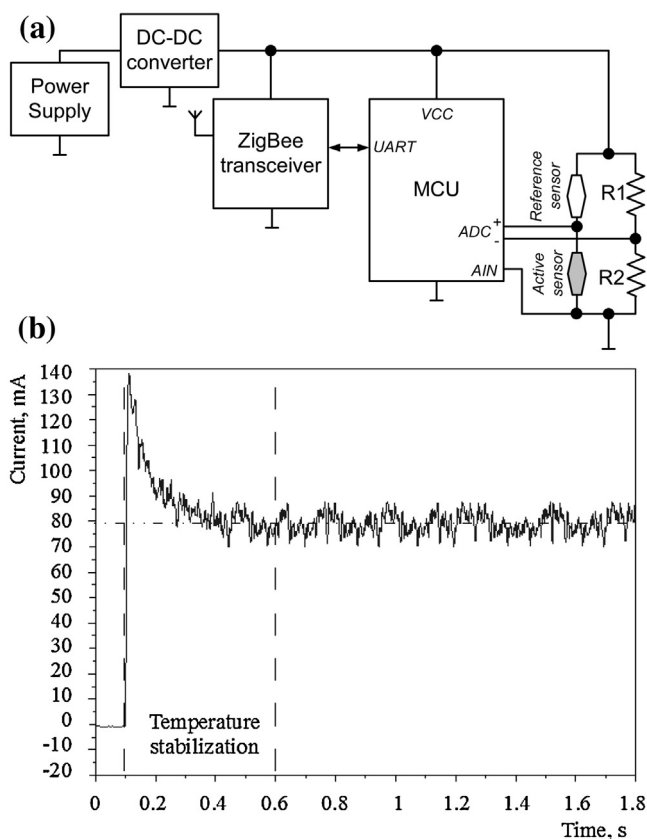 (a)
DC-DC
converter
Power
Supply
ZigBee
transceiver
UART
VCC
MCU
ADC
+
-
AIN
Reference
sensor
Active
sensor
R1
R2
(b)
Current, mA
140
130
120
110
100
90
80
70
60
50
40
30
20
10
0
-10
-20
Temperature
stabilization
0 0.2 0.4 0.6 0.8 1 1.2 1.4 1.6 1.8
Time, s